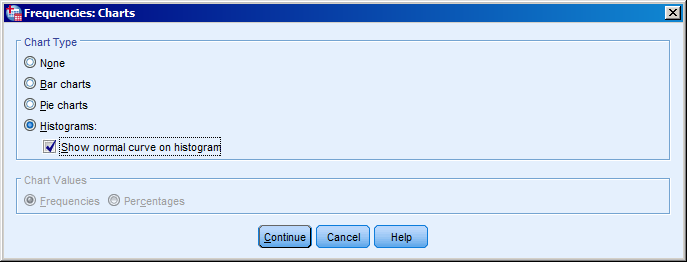 Frequencies: Charts
Chart Type
None
Bar charts
Pie charts
Histograms:
Show normal curve on histogram
Chart Values
Frequencies Percentages
Continue Cancel Help